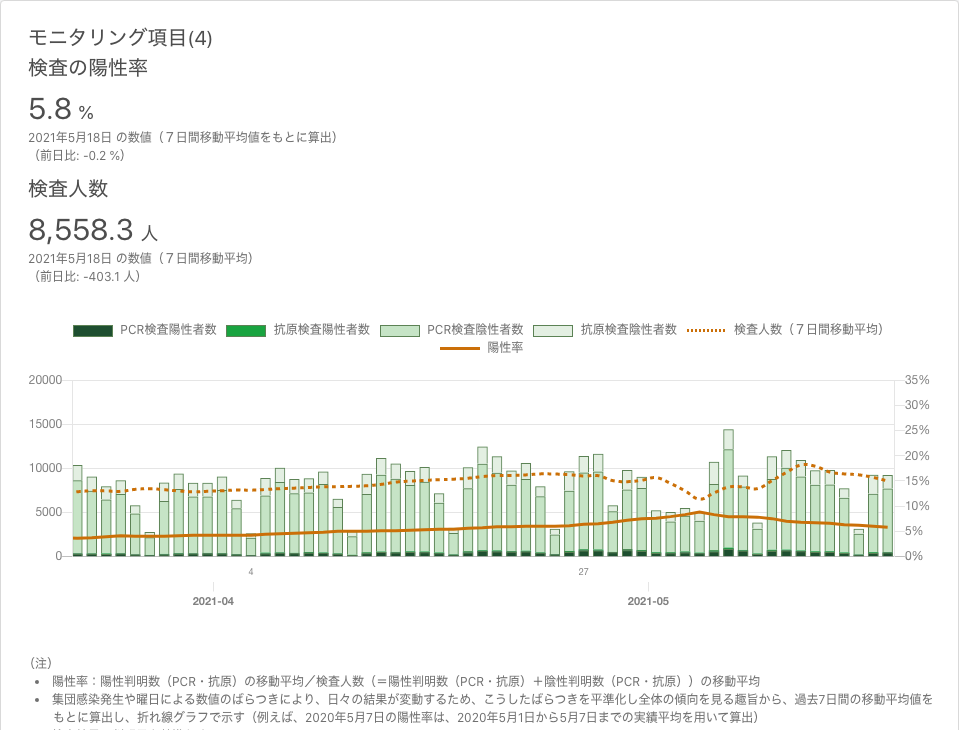 モニタリング項目(4)
検査の陽性率
5.8 %
2021年5月18日 の数値（７日間移動平均値をもとに算出）
（前日比: -0.2 %）
検査人数
8,558.3 人
2021年5月18日 の数値（７日間移動平均）
（前日比: -403.1 人）
PCR検査陽性者数 抗原検査陽性者数 PCR検査陰性者数 抗原検査陰性者数 検査人数（７日間移動平均）
陽性率
20000 35%
30%
15000 25%
20%
10000 15%
5000 10%
5%
0 0%
4 27
2021-04 2021-05
（注）
• 陽性率：陽性判明数（PCR・抗原）の移動平均／検査人数（＝陽性判明数（PCR・抗原）＋陰性判明数（PCR・抗原））の移動平均
• 集団感染発生や曜日による数値のばらつきにより、日々の結果が変動するため、こうしたばらつきを平準化し全体の傾向を見る趣旨から、過去7日間の移動平均値を
もとに算出し、折れ線グラフで示す（例えば、2020年5月7日の陽性率は、2020年5月1日から5月7日までの実績平均を用いて算出）